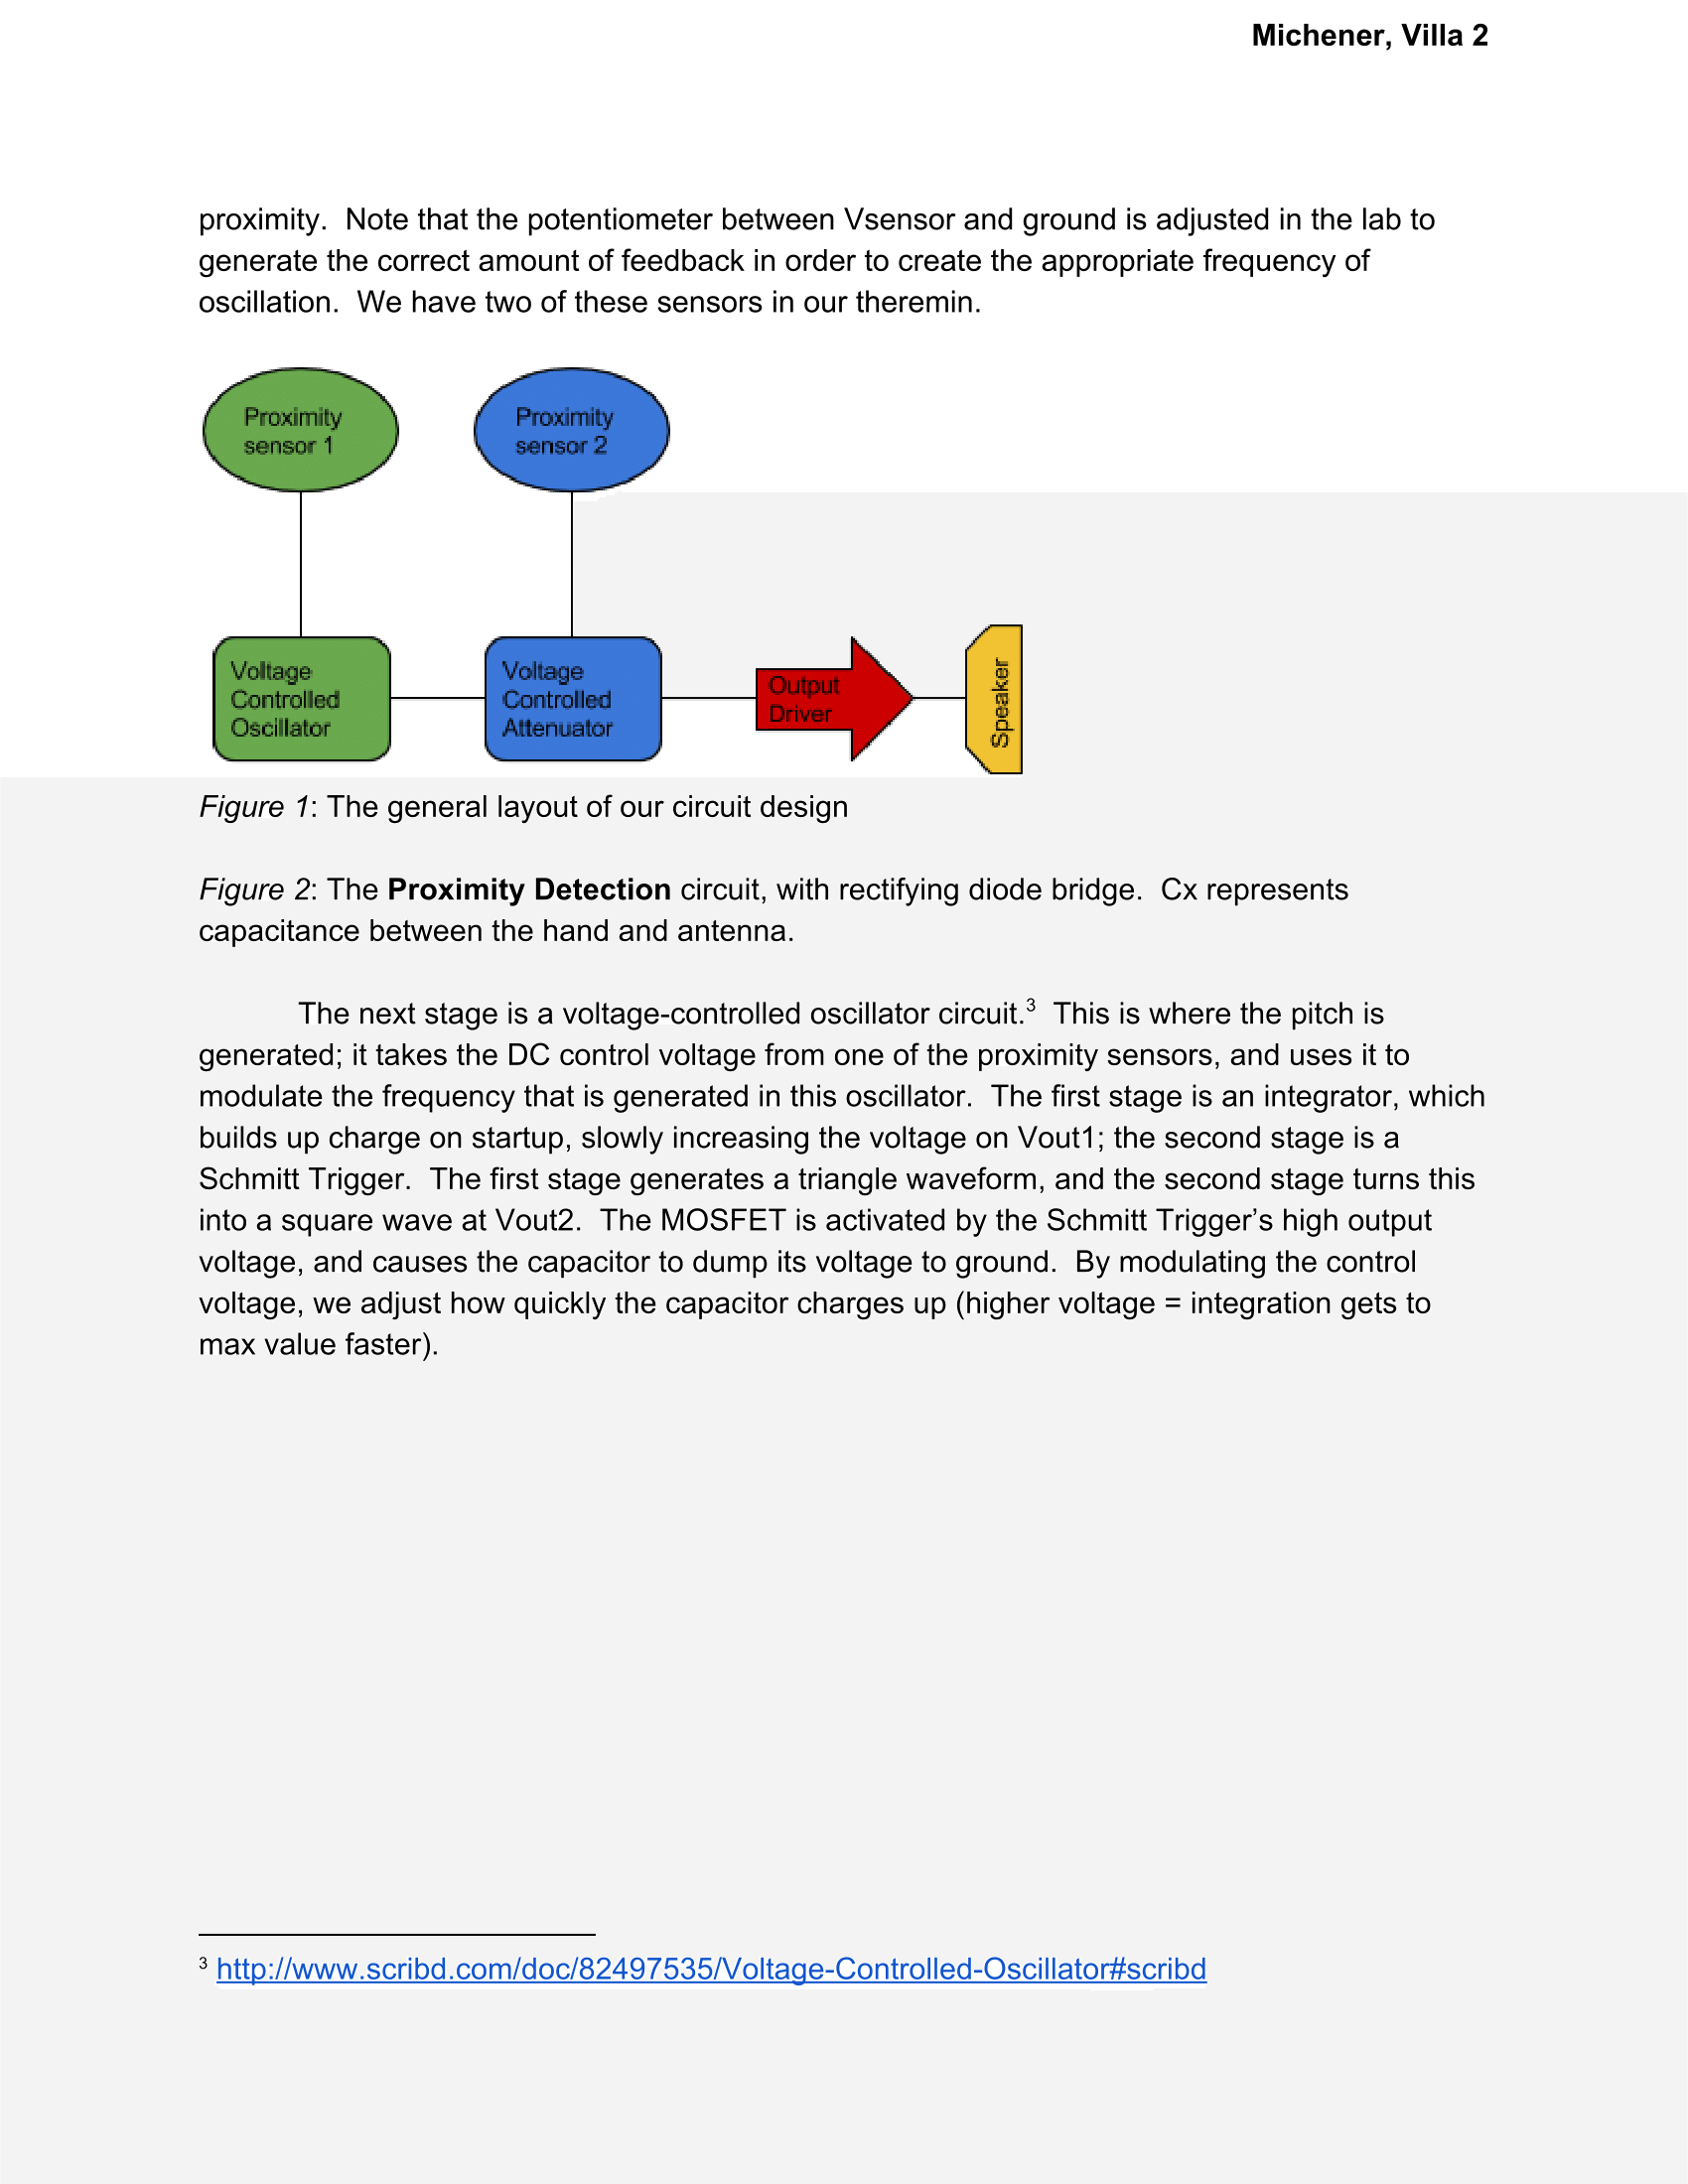 Michener, Villa 2
proximity.  Note that the potentiometer between Vsensor and ground is adjusted in the lab to
generate the correct amount of feedback in order to create the appropriate frequency of
oscillation.  We have two of these sensors in our theremin.
Proximity
sensor 1
Proximity
sensor 2
Voltage
Controlled
Oscillator
Voltage
Controlled
Attenuator
Output
Driver
Speaker
Figure 1: The general layout of our circuit design
Figure 2: The Proximity Detection circuit, with rectifying diode bridge.  Cx represents
capacitance between the hand and antenna.
The next stage is a voltage-controlled oscillator circuit.3  This is where the pitch is
generated; it takes the DC control voltage from one of the proximity sensors, and uses it to
modulate the frequency that is generated in this oscillator.  The first stage is an integrator, which
builds up charge on startup, slowly increasing the voltage on Vout1; the second stage is a
Schmitt Trigger.  The first stage generates a triangle waveform, and the second stage turns this
into a square wave at Vout2.  The MOSFET is activated by the Schmitt Trigger’s high output
voltage, and causes the capacitor to dump its voltage to ground.  By modulating the control
voltage, we adjust how quickly the capacitor charges up (higher voltage = integration gets to
max value faster).
3 http://www.scribd.com/doc/82497535/Voltage-Controlled-Oscillator#scribd